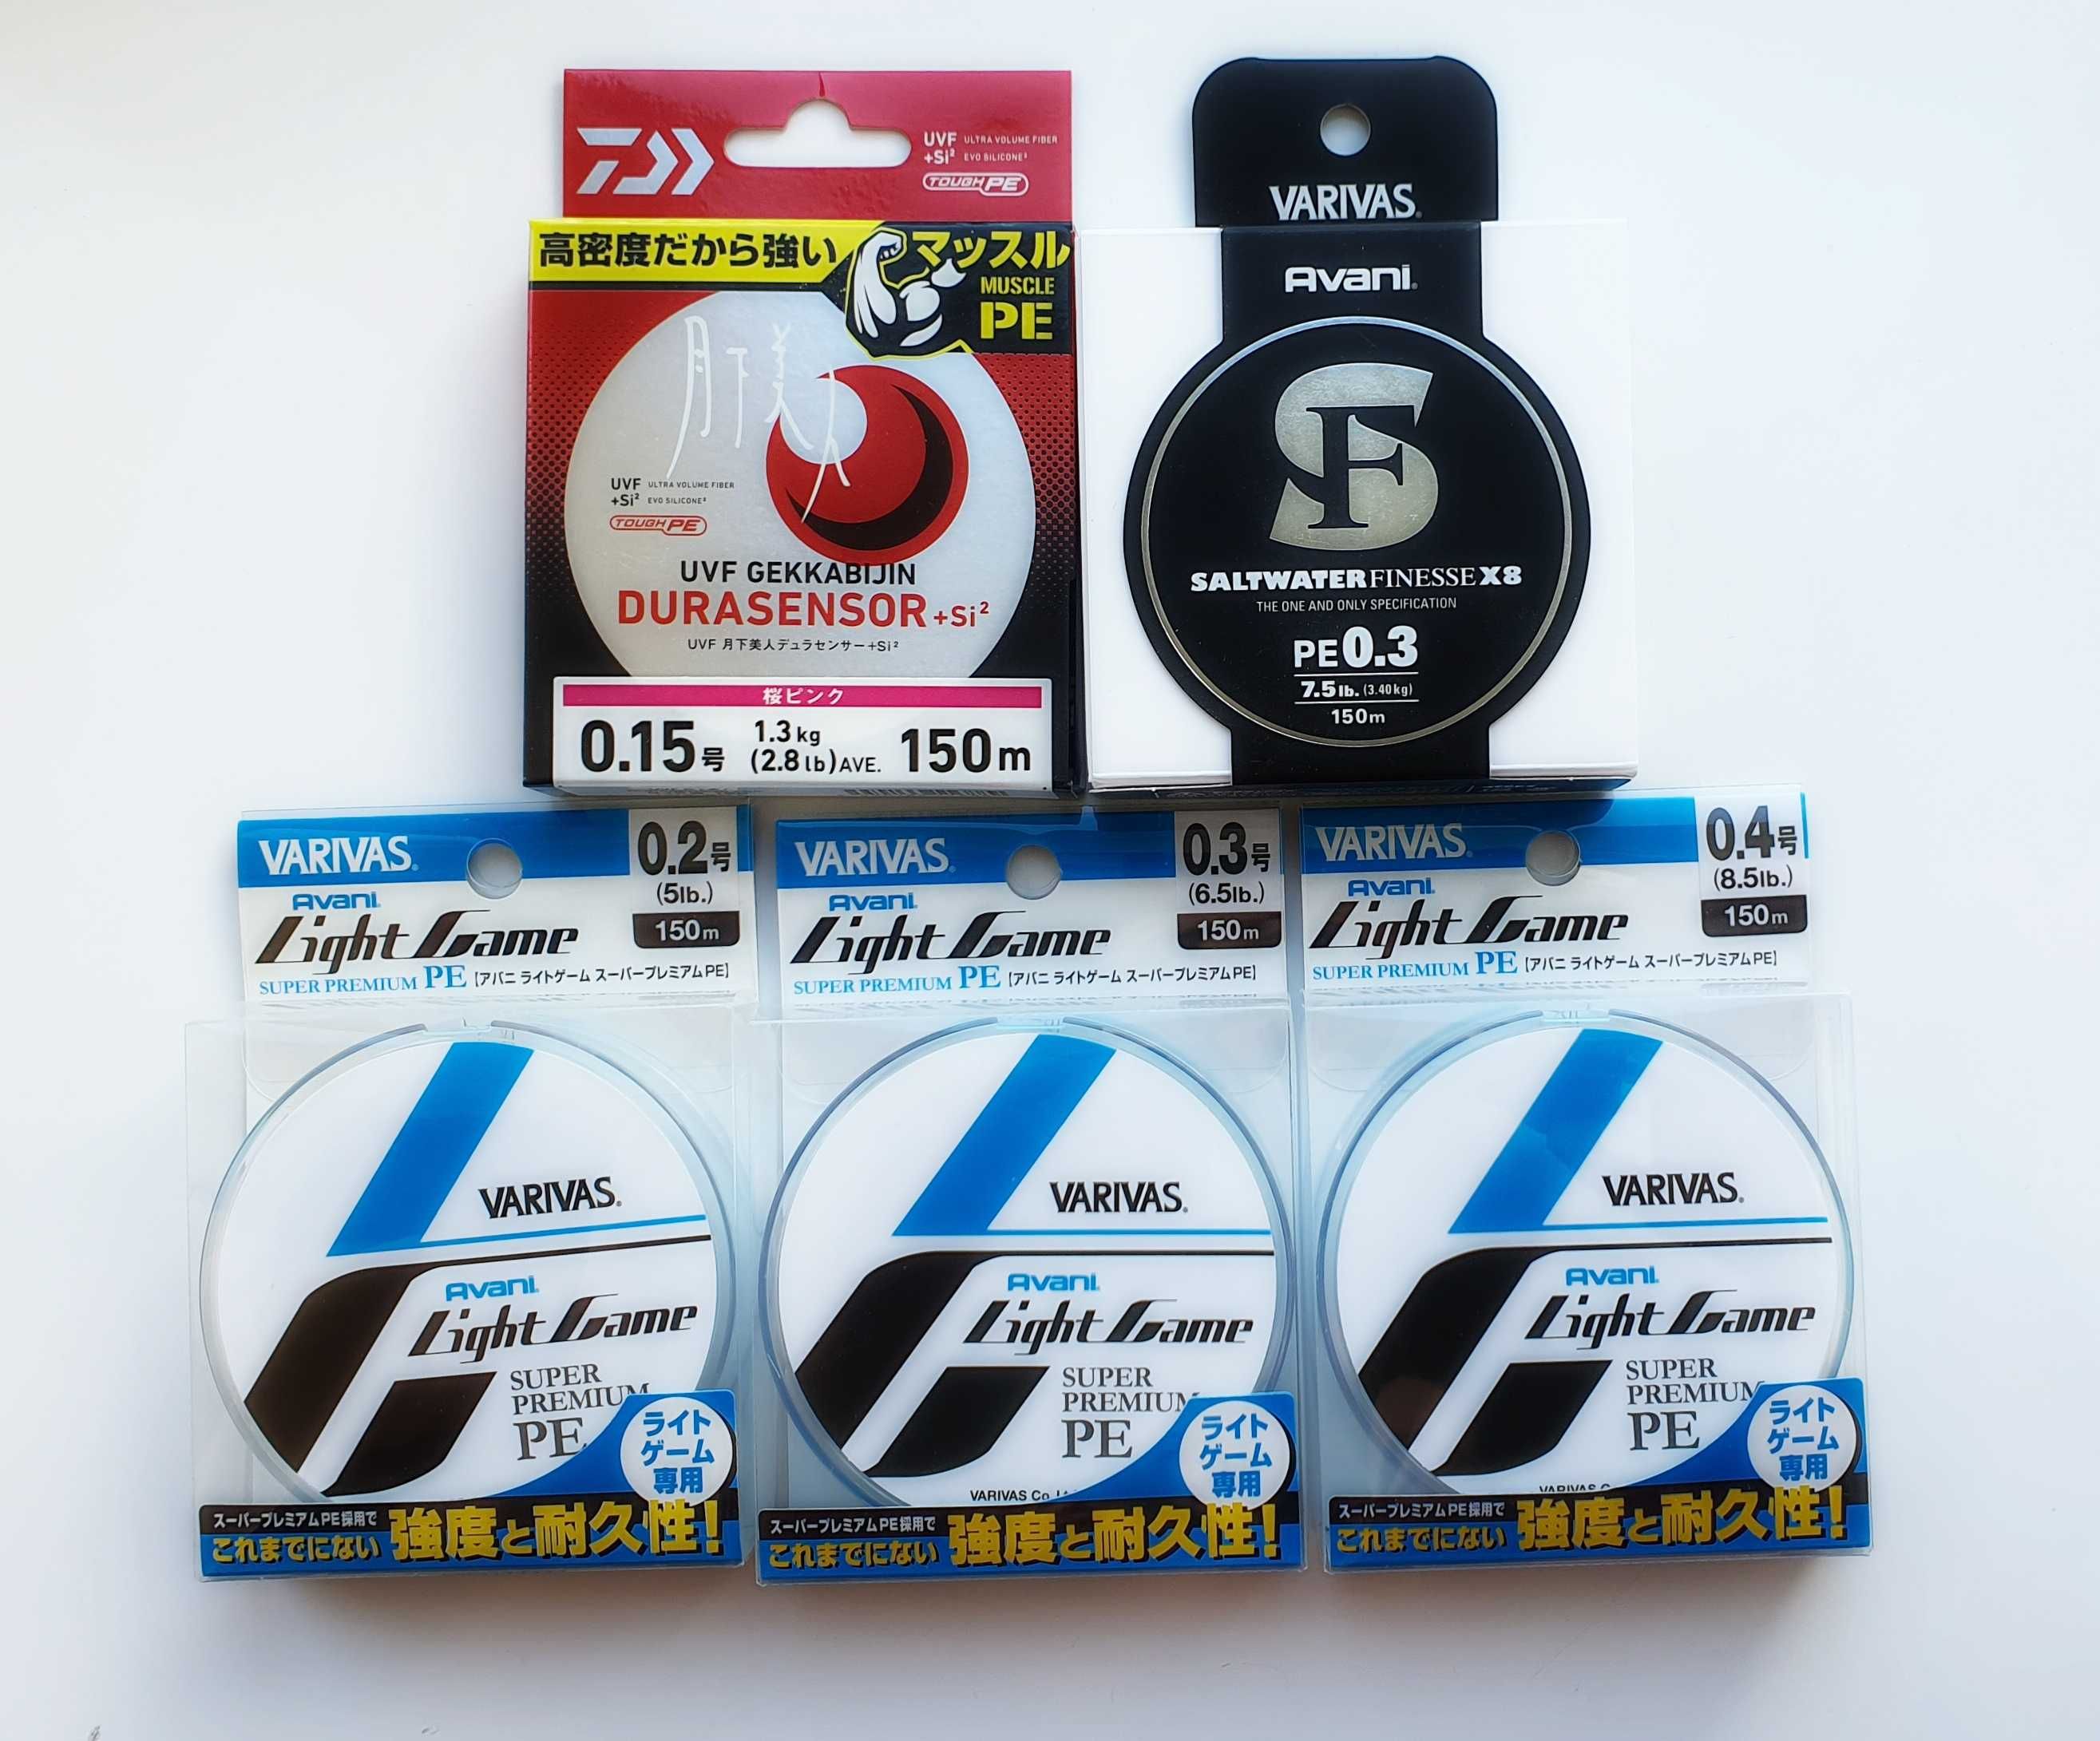 UVF ULTRA VOLUME FIBER
+Si² EVO SILICONE²
TOUGH PE
高密度だから強い
マッスル
MUSCLE
PE
月下美人
UVF ULTRA VOLUME FIBER
+Si² EVO SILICONE²
TOUGH PE
UVF GEKKABIJIN
DURASENSOR+Si²
UVF 月下美人デュラセンサー+Si²
桜ピンク
0.15号 1.3kg (2.8lb)AVE. 150m
VARIVAS®
Avani®
SF
SALTWATER FINESSE X8
THE ONE AND ONLY SPECIFICATION
PE0.3
7.5lb. (3.40kg)
150m
VARIVAS® 0.2号
(5lb.)
150m
Avani®
Light Game
SUPER PREMIUM PE [アバニ ライトゲーム スーパープレミアムPE]
VARIVAS®
Avani®
Light Game
SUPER
PREMIUM
PE
ライト
ゲーム
専用
スーパープレミアムPE採用で
これまでにない 強度と耐久性!
VARIVAS® 0.3号
(6.5lb.)
150m
Avani®
Light Game
SUPER PREMIUM PE [アバニ ライトゲーム スーパープレミアムPE]
VARIVAS®
Avani®
Light Game
SUPER
PREMIUM
PE
VARIVAS Co
ライト
ゲーム
専用
スーパープレミアムPE採用で
これまでにない 強度と耐久性!
VARIVAS® 0.4号
(8.5lb.)
150m
Avani®
Light Game
SUPER PREMIUM PE [アバニ ライトゲーム スーパープレミアムPE]
VARIVAS®
Avani®
Light Game
SUPER
PREMIUM
PE
VARIVAS
ライト
ゲーム
専用
スーパープレミアムPE採用で
これまでにない 強度と耐久性!